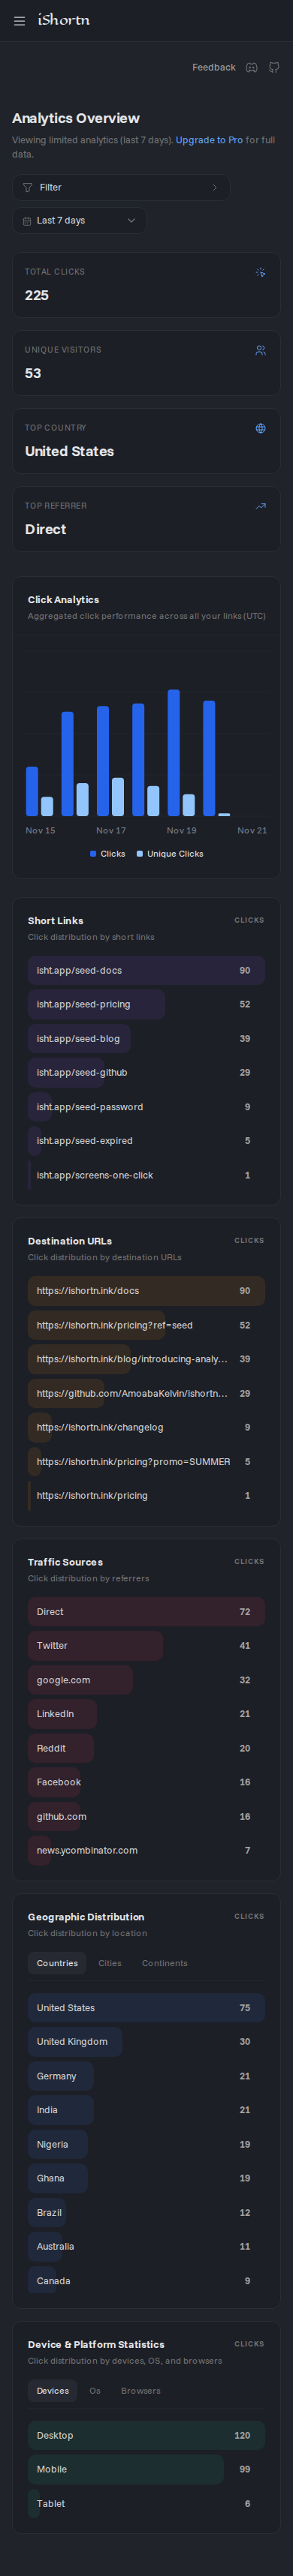 iShortn
Feedback
Analytics Overview
Viewing limited analytics (last 7 days). Upgrade to Pro for full
data.
Filter
Last 7 days
TOTAL CLICKS
225
UNIQUE VISITORS
53
TOP COUNTRY
United States
TOP REFERRER
Direct
Click Analytics
Aggregated click performance across all your links (UTC)
Nov 15 Nov 17 Nov 19 Nov 21
Clicks Unique Clicks
Short Links CLICKS
Click distribution by short links
isht.app/seed-docs 90
isht.app/seed-pricing 52
isht.app/seed-blog 39
isht.app/seed-github 29
isht.app/seed-password 9
isht.app/seed-expired 5
isht.app/screens-one-click 1
Destination URLs CLICKS
Click distribution by destination URLs
https://ishortn.ink/docs 90
https://ishortn.ink/pricing?ref=seed 52
https://ishortn.ink/blog/introducing-analy... 39
https://github.com/AmoabaKelvin/ishortn... 29
https://ishortn.ink/changelog 9
https://ishortn.ink/pricing?promo=SUMMER 5
https://ishortn.ink/pricing 1
Traffic Sources CLICKS
Click distribution by referrers
Direct 72
Twitter 41
google.com 32
LinkedIn 21
Reddit 20
Facebook 16
github.com 16
news.ycombinator.com 7
Geographic Distribution CLICKS
Click distribution by location
Countries Cities Continents
United States 75
United Kingdom 30
Germany 21
India 21
Nigeria 19
Ghana 19
Brazil 12
Australia 11
Canada 9
Device & Platform Statistics CLICKS
Click distribution by devices, OS, and browsers
Devices Os Browsers
Desktop 120
Mobile 99
Tablet 6